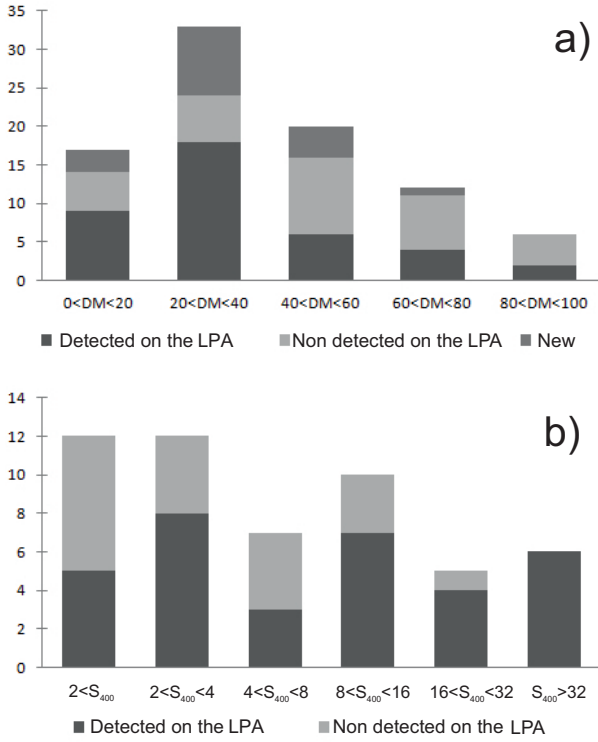 a)
35
30
25
20
15
10
5
0
0<DM<20 20<DM<40 40<DM<60 60<DM<80 80<DM<100
Detected on the LPA Non detected on the LPA New
b)
14
12
10
8
6
4
2
0
2<S₄₀₀ 2<S₄₀₀<4 4<S₄₀₀<8 8<S₄₀₀<16 16<S₄₀₀<32 S₄₀₀>32
Detected on the LPA Non detected on the LPA